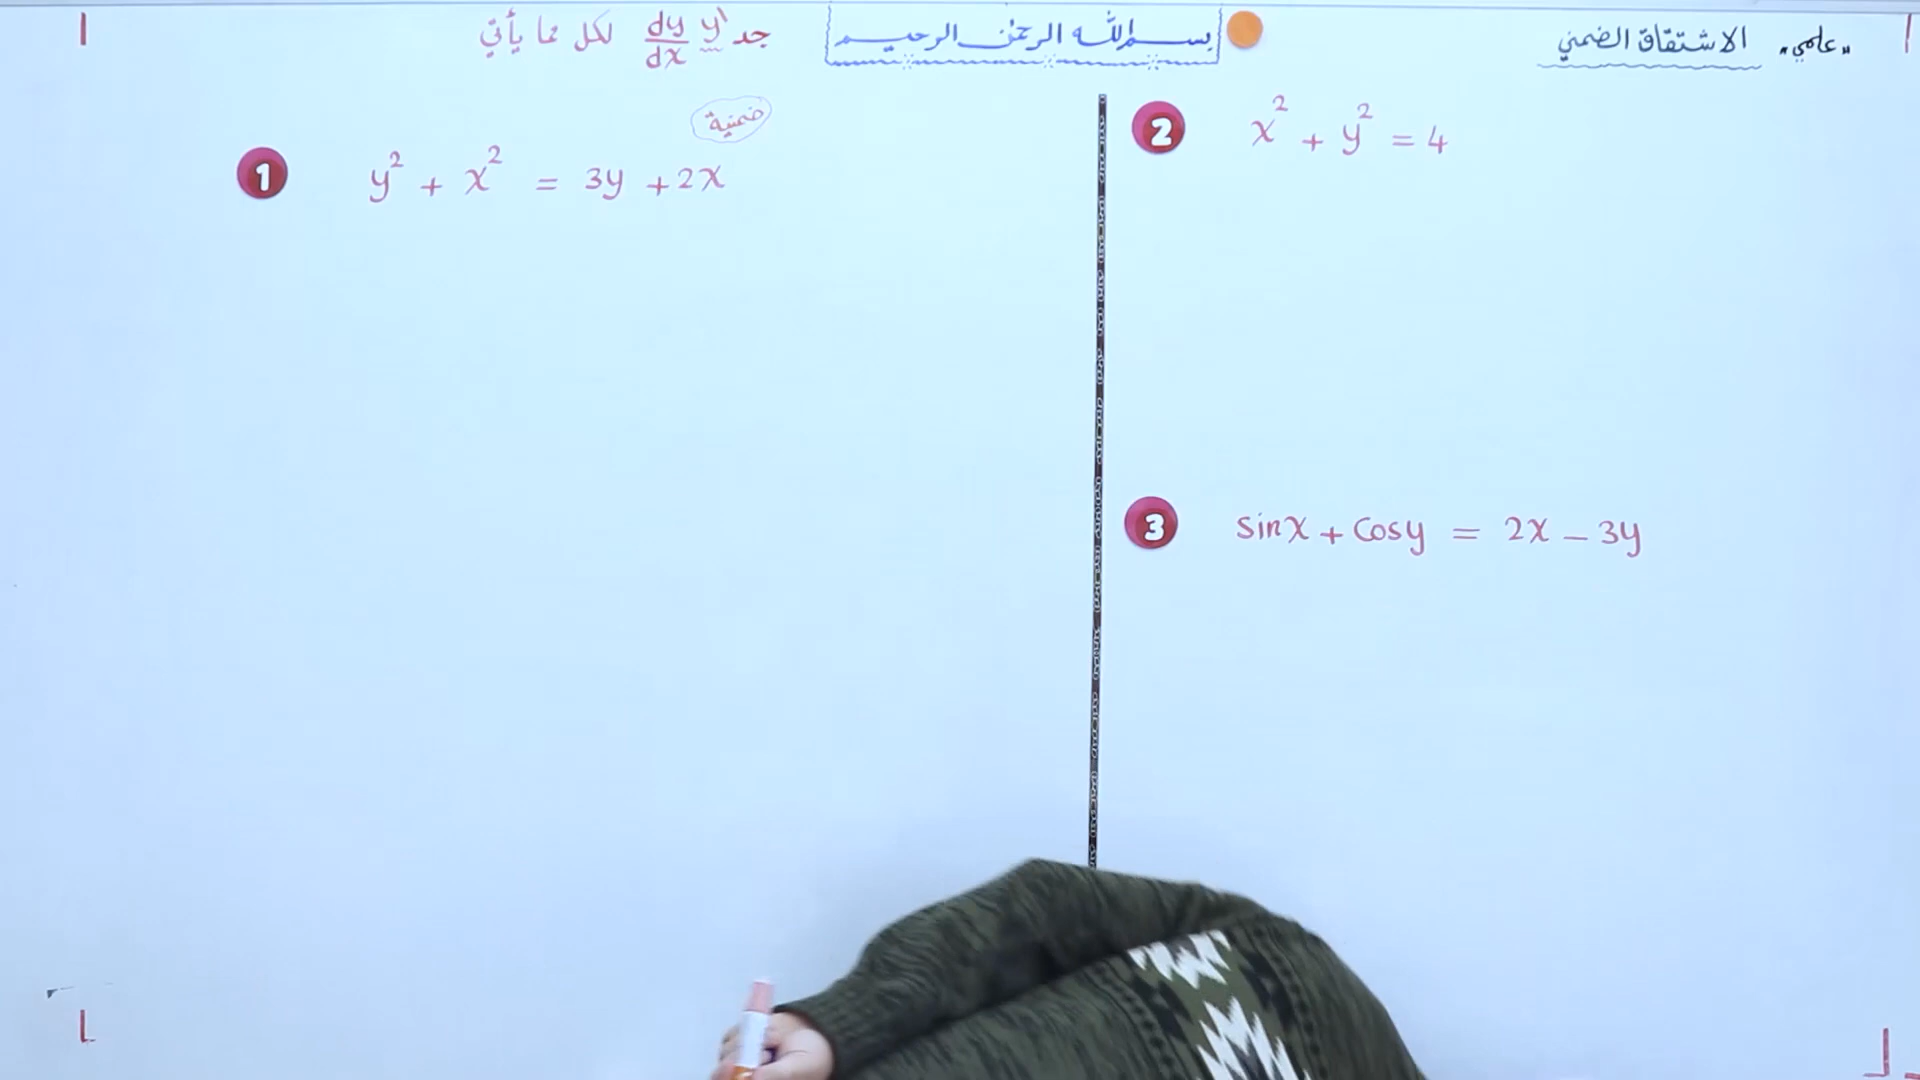 "علمي" الاشتقاق الضمني
بسم الله الرحمن الرحيم
جد y' dy/dx لكل مما يأتي
ضمنية
1 y² + x² = 3y + 2x
2 x² + y² = 4
3 sinx + Cosy = 2x − 3y